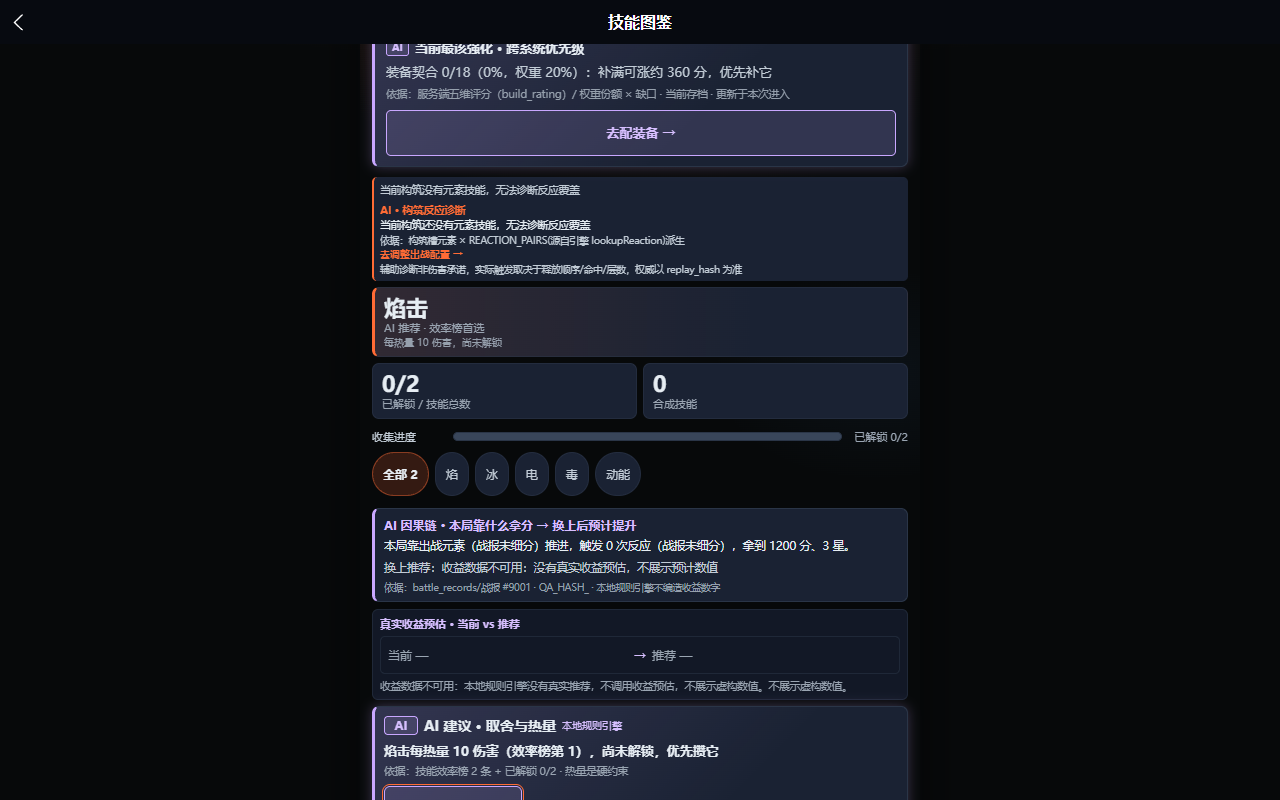 技能图鉴
AI 当前最该强化 • 跨系统优先级
装备契合 0/18（0%，权重 20%）：补满可涨约 360 分，优先补它
依据：服务端五维评分（build_rating）/ 权重份额 × 缺口 · 当前存档 · 更新于本次进入
去配装备 →
当前构筑没有元素技能，无法诊断反应覆盖
AI • 构筑反应诊断
当前构筑还没有元素技能，无法诊断反应覆盖
依据：构筑槽元素 × REACTION_PAIRS(源自引擎 lookupReaction)派生
去调整出战配置 →
辅助诊断非伤害承诺，实际触发取决于释放顺序/命中/层数，权威以 replay_hash 为准
焰击
AI 推荐 · 效率榜首选
每热量 10 伤害，尚未解锁
0/2
已解锁 / 技能总数
0
合成技能
收集进度 已解锁 0/2
全部 2 焰 冰 电 毒 动能
AI 因果链 • 本局靠什么拿分 → 换上后预计提升
本局靠出战元素（战报未细分）推进，触发 0 次反应（战报未细分），拿到 1200 分、3 星。
换上推荐：收益数据不可用：没有真实收益预估，不展示预计数值
依据：battle_records/战报 #9001 · QA_HASH_ · 本地规则引擎不编造收益数字
真实收益预估 • 当前 vs 推荐
当前 — → 推荐 —
收益数据不可用：本地规则引擎没有真实推荐，不调用收益预估，不展示虚构数值。不展示虚构数值。
AI AI 建议 • 取舍与热量 本地规则引擎
焰击每热量 10 伤害（效率榜第 1），尚未解锁，优先攒它
依据：技能效率榜 2 条 + 已解锁 0/2 · 热量是硬约束